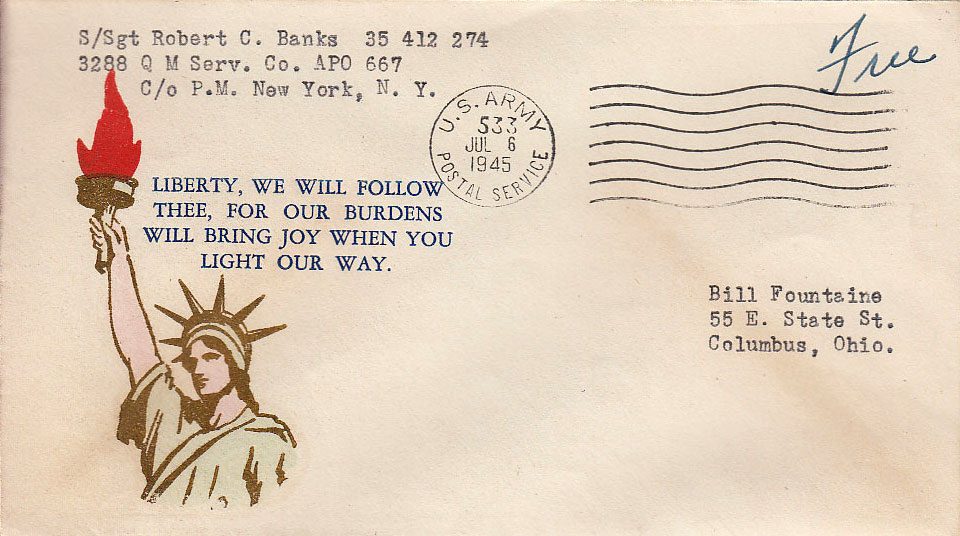 S/Sgt Robert C. Banks 35 412 274
3288 Q M Serv. Co. APO 667
C/o P.M. New York, N. Y.
Free
U.S. ARMY
533
JUL 6
1945
POSTAL SERVICE
LIBERTY, WE WILL FOLLOW
THEE, FOR OUR BURDENS
WILL BRING JOY WHEN YOU
LIGHT OUR WAY.
Bill Fountaine
55 E. State St.
Columbus, Ohio.